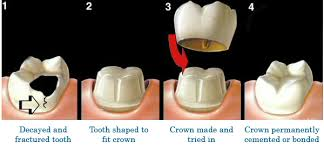 1
2
3
4
Decayed and
fractured tooth
Tooth shaped to
fit crown
Crown made and
tried in
Crown permanently
cemented or bonded